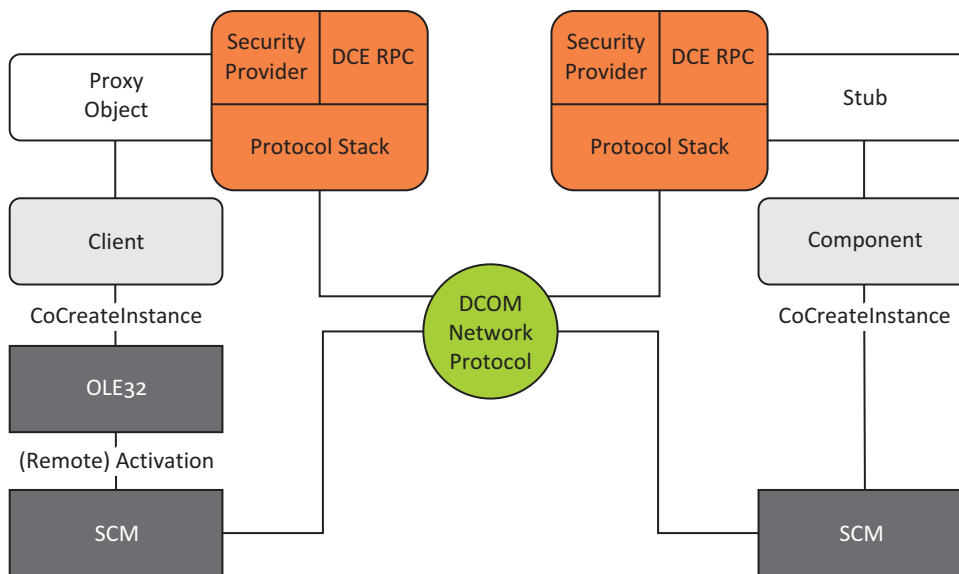 Security
Provider
DCE RPC
Protocol Stack
Proxy
Object
Client
CoCreateInstance
OLE32
(Remote) Activation
SCM
DCOM
Network
Protocol
Security
Provider
DCE RPC
Protocol Stack
Stub
Component
CoCreateInstance
SCM